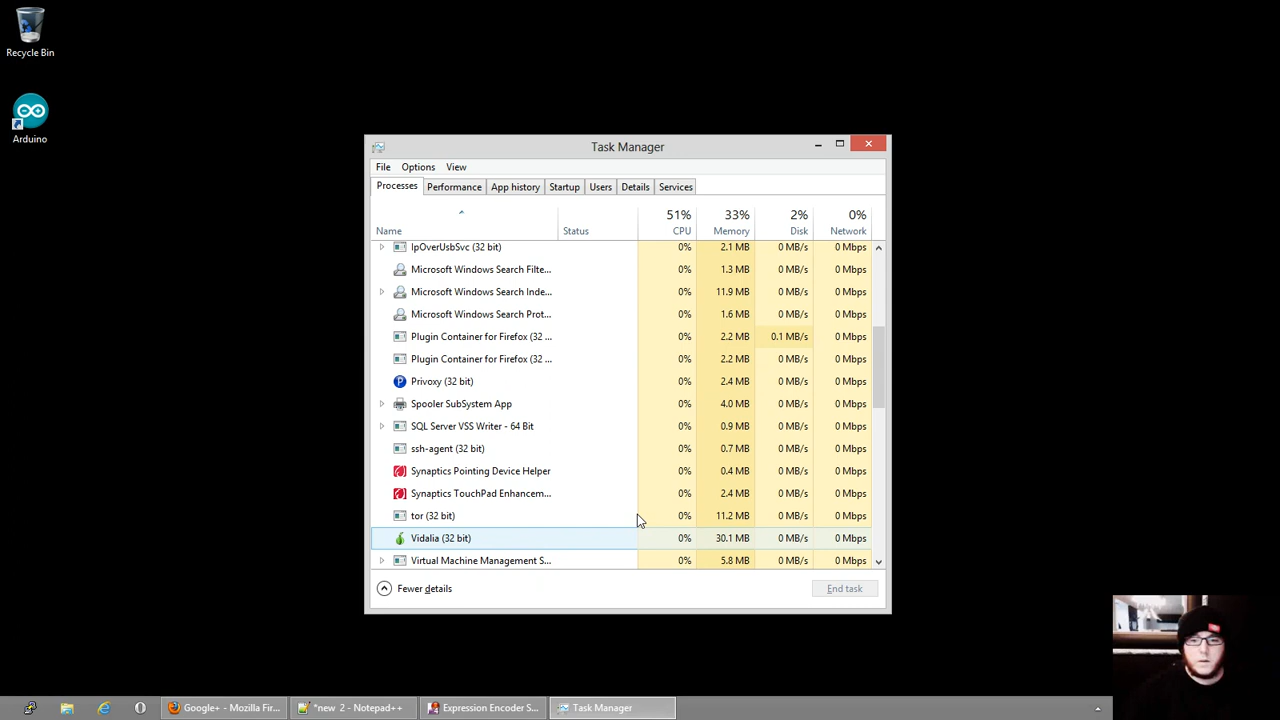 Recycle Bin
Arduino
Task Manager
File Options View
Processes Performance App history Startup Users Details Services
51% 33% 2% 0%
Name Status CPU Memory Disk Network
IpOverUsbSvc (32 bit) 0% 2.1 MB 0 MB/s 0 Mbps
Microsoft Windows Search Filte... 0% 1.3 MB 0 MB/s 0 Mbps
Microsoft Windows Search Inde... 0% 11.9 MB 0 MB/s 0 Mbps
Microsoft Windows Search Prot... 0% 1.6 MB 0 MB/s 0 Mbps
Plugin Container for Firefox (32 ... 0% 2.2 MB 0.1 MB/s 0 Mbps
Plugin Container for Firefox (32 ... 0% 2.2 MB 0 MB/s 0 Mbps
Privoxy (32 bit) 0% 2.4 MB 0 MB/s 0 Mbps
Spooler SubSystem App 0% 4.0 MB 0 MB/s 0 Mbps
SQL Server VSS Writer - 64 Bit 0% 0.9 MB 0 MB/s 0 Mbps
ssh-agent (32 bit) 0% 0.7 MB 0 MB/s 0 Mbps
Synaptics Pointing Device Helper 0% 0.4 MB 0 MB/s 0 Mbps
Synaptics TouchPad Enhancem... 0% 2.4 MB 0 MB/s 0 Mbps
tor (32 bit) 0% 11.2 MB 0 MB/s 0 Mbps
Vidalia (32 bit) 0% 30.1 MB 0 MB/s 0 Mbps
Virtual Machine Management S... 0% 5.8 MB 0 MB/s 0 Mbps
Fewer details End task
Google+ - Mozilla Fir... *new 2 - Notepad++ Expression Encoder S... Task Manager